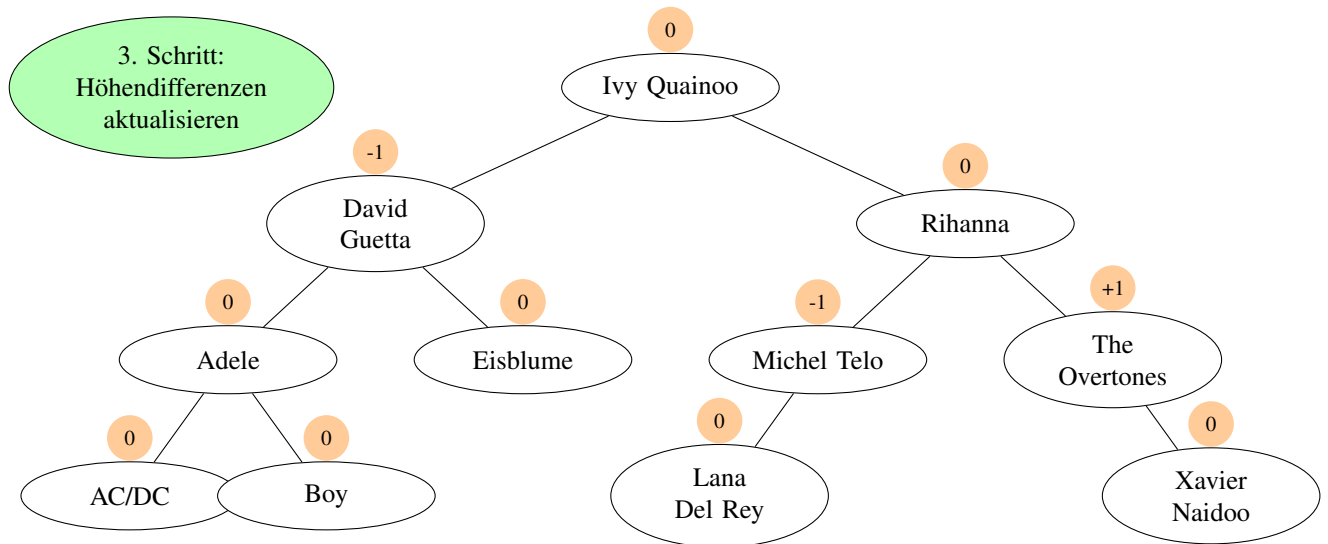 3. Schritt:
Höhendifferenzen
aktualisieren
0
Ivy Quainoo
-1
David
Guetta
0
Rihanna
0
Adele
0
Eisblume
-1
Michel Telo
+1
The
Overtones
0
AC/DC
0
Boy
0
Lana
Del Rey
0
Xavier
Naidoo